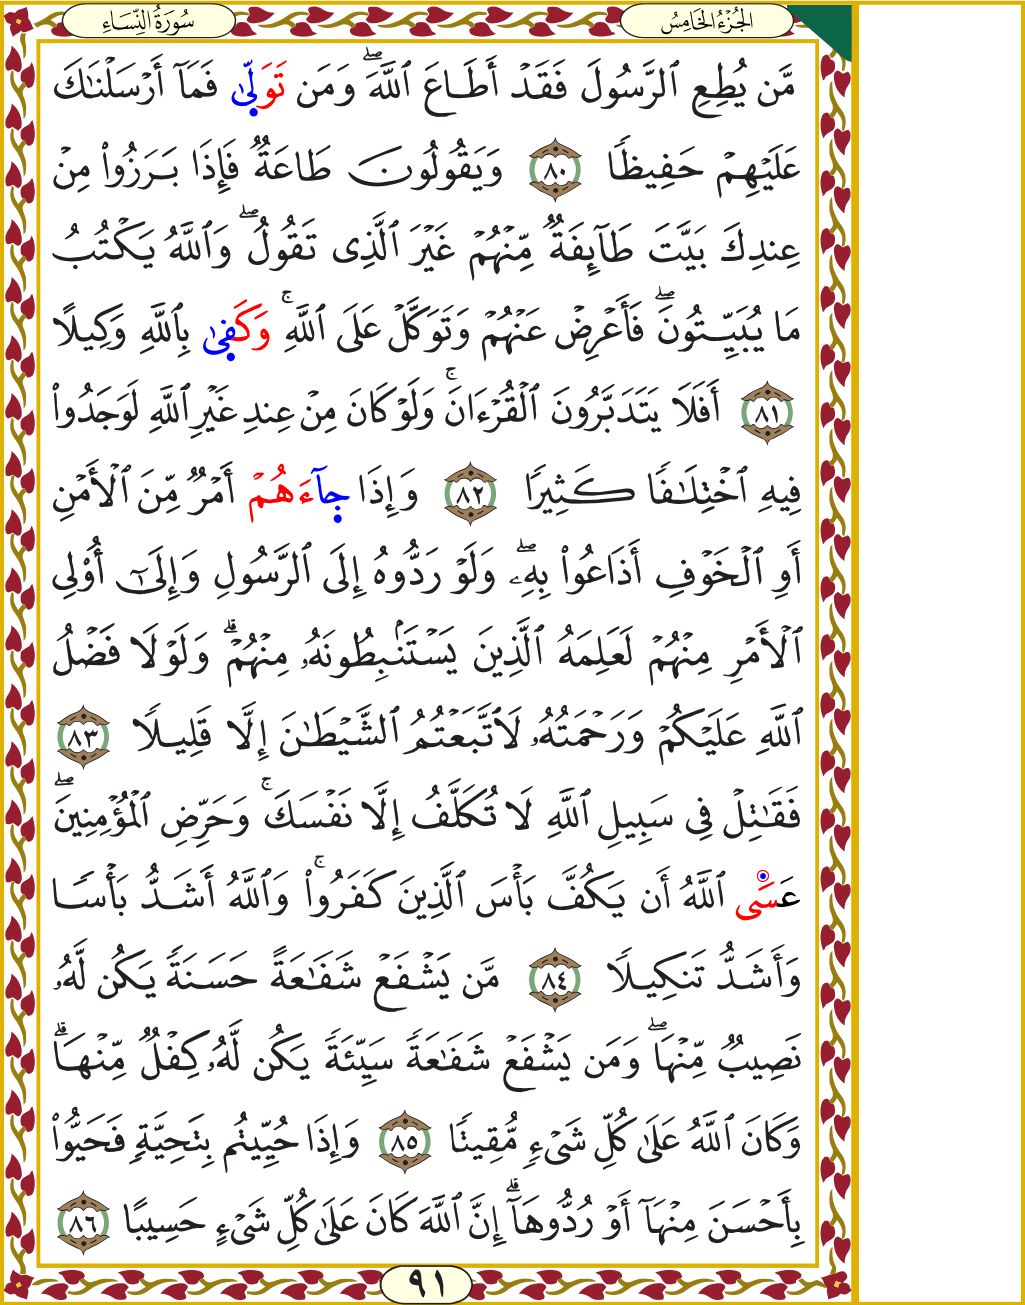 سُورَةُ النِّسَاءِ
الجُزْءُ الخَامِسُ
مَّن يُطِعِ ٱلرَّسُولَ فَقَدۡ أَطَاعَ ٱللَّهَۖ وَمَن تَوَلَّىٰ فَمَآ أَرۡسَلۡنَٰكَ
عَلَيۡهِمۡ حَفِيظٗا ٨٠ وَيَقُولُونَ طَاعَةٞ فَإِذَا بَرَزُواْ مِنۡ
عِندِكَ بَيَّتَ طَآئِفَةٞ مِّنۡهُمۡ غَيۡرَ ٱلَّذِي تَقُولُۖ وَٱللَّهُ يَكۡتُبُ
مَا يُبَيِّتُونَۖ فَأَعۡرِضۡ عَنۡهُمۡ وَتَوَكَّلۡ عَلَى ٱللَّهِۚ وَكَفَىٰ بِٱللَّهِ وَكِيلًا
٨١ أَفَلَا يَتَدَبَّرُونَ ٱلۡقُرۡءَانَۚ وَلَوۡ كَانَ مِنۡ عِندِ غَيۡرِ ٱللَّهِ لَوَجَدُواْ
فِيهِ ٱخۡتِلَٰفٗا كَثِيرٗا ٨٢ وَإِذَا جَآءَهُمۡ أَمۡرٞ مِّنَ ٱلۡأَمۡنِ
أَوِ ٱلۡخَوۡفِ أَذَاعُواْ بِهِۦۖ وَلَوۡ رَدُّوهُ إِلَى ٱلرَّسُولِ وَإِلَىٰٓ أُوْلِي
ٱلۡأَمۡرِ مِنۡهُمۡ لَعَلِمَهُ ٱلَّذِينَ يَسۡتَنۢبِطُونَهُۥ مِنۡهُمۡۗ وَلَوۡلَا فَضۡلُ
ٱللَّهِ عَلَيۡكُمۡ وَرَحۡمَتُهُۥ لَٱتَّبَعۡتُمُ ٱلشَّيۡطَٰنَ إِلَّا قَلِيلٗا ٨٣
فَقَٰتِلۡ فِي سَبِيلِ ٱللَّهِ لَا تُكَلَّفُ إِلَّا نَفۡسَكَۚ وَحَرِّضِ ٱلۡمُؤۡمِنِينَۖ
عَسَى ٱللَّهُ أَن يَكُفَّ بَأۡسَ ٱلَّذِينَ كَفَرُواْۚ وَٱللَّهُ أَشَدُّ بَأۡسٗا
وَأَشَدُّ تَنكِيلٗا ٨٤ مَّن يَشۡفَعۡ شَفَٰعَةً حَسَنَةٗ يَكُن لَّهُۥ
نَصِيبٞ مِّنۡهَاۖ وَمَن يَشۡفَعۡ شَفَٰعَةٗ سَيِّئَةٗ يَكُن لَّهُۥ كِفۡلٞ مِّنۡهَاۗ
وَكَانَ ٱللَّهُ عَلَىٰ كُلِّ شَيۡءٖ مُّقِيتٗا ٨٥ وَإِذَا حُيِّيتُم بِتَحِيَّةٖ فَحَيُّواْ
بِأَحۡسَنَ مِنۡهَآ أَوۡ رُدُّوهَآۗ إِنَّ ٱللَّهَ كَانَ عَلَىٰ كُلِّ شَيۡءٍ حَسِيبًا ٨٦
٩١